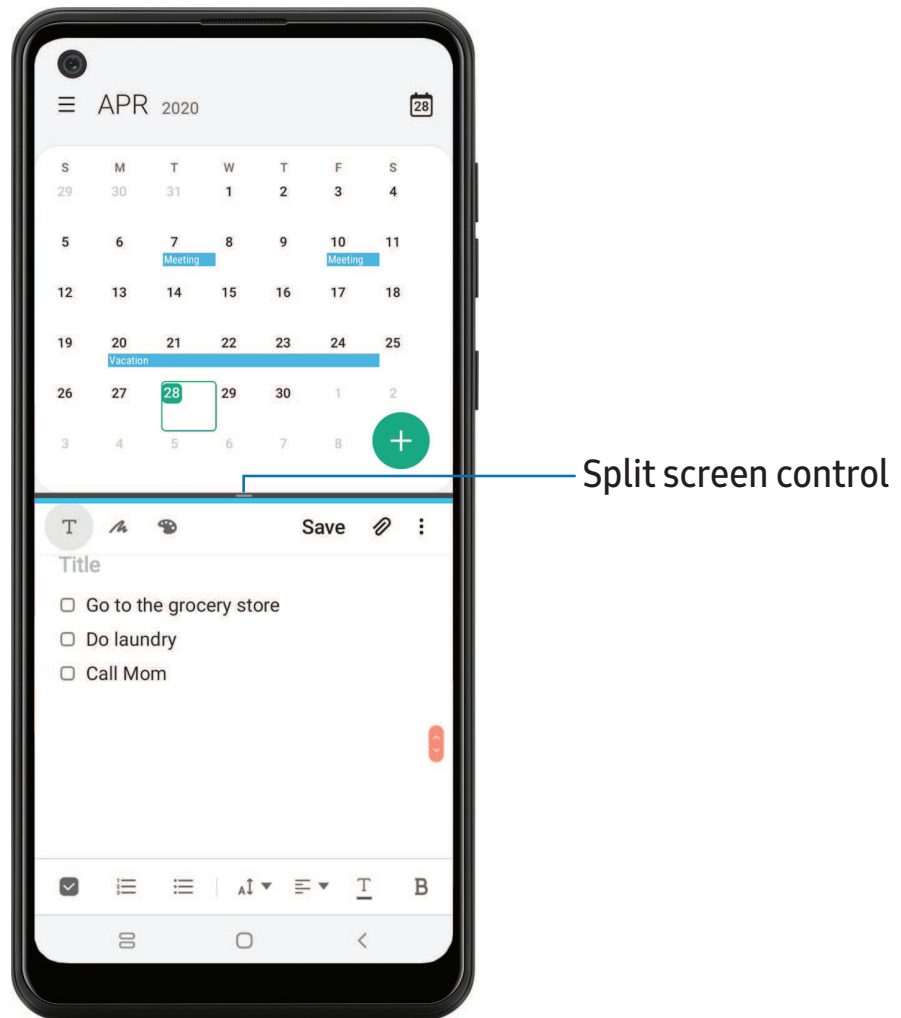 APR 2020
28
S M T W T F S
29 30 31 1 2 3 4
5 6 7 8 9 10 11
Meeting Meeting
12 13 14 15 16 17 18
19 20 21 22 23 24 25
Vacation
26 27 28 29 30 1 2
3 4 5 6 7 8
+
Split screen control
T Save
Title
Go to the grocery store
Do laundry
Call Mom
A T B